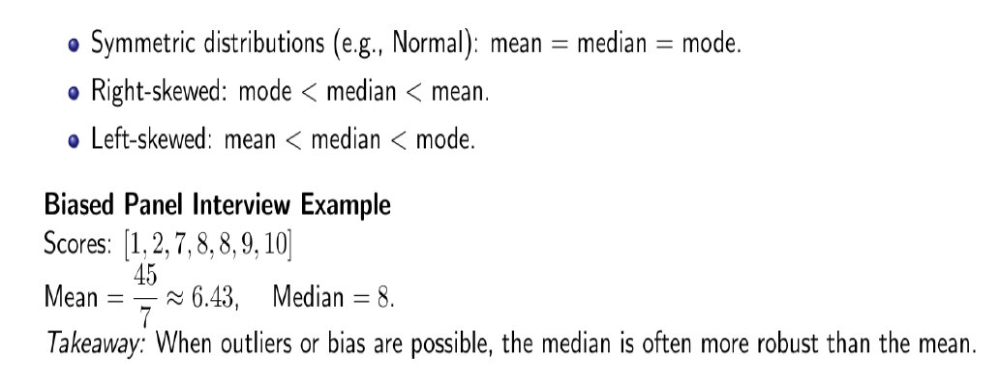 • Symmetric distributions (e.g., Normal): mean = median = mode.
• Right-skewed: mode < median < mean.
• Left-skewed: mean < median < mode.
Biased Panel Interview Example
Scores: [1, 2, 7, 8, 8, 9, 10]
Mean = 45/7 ≈ 6.43, Median = 8.
Takeaway: When outliers or bias are possible, the median is often more robust than the mean.